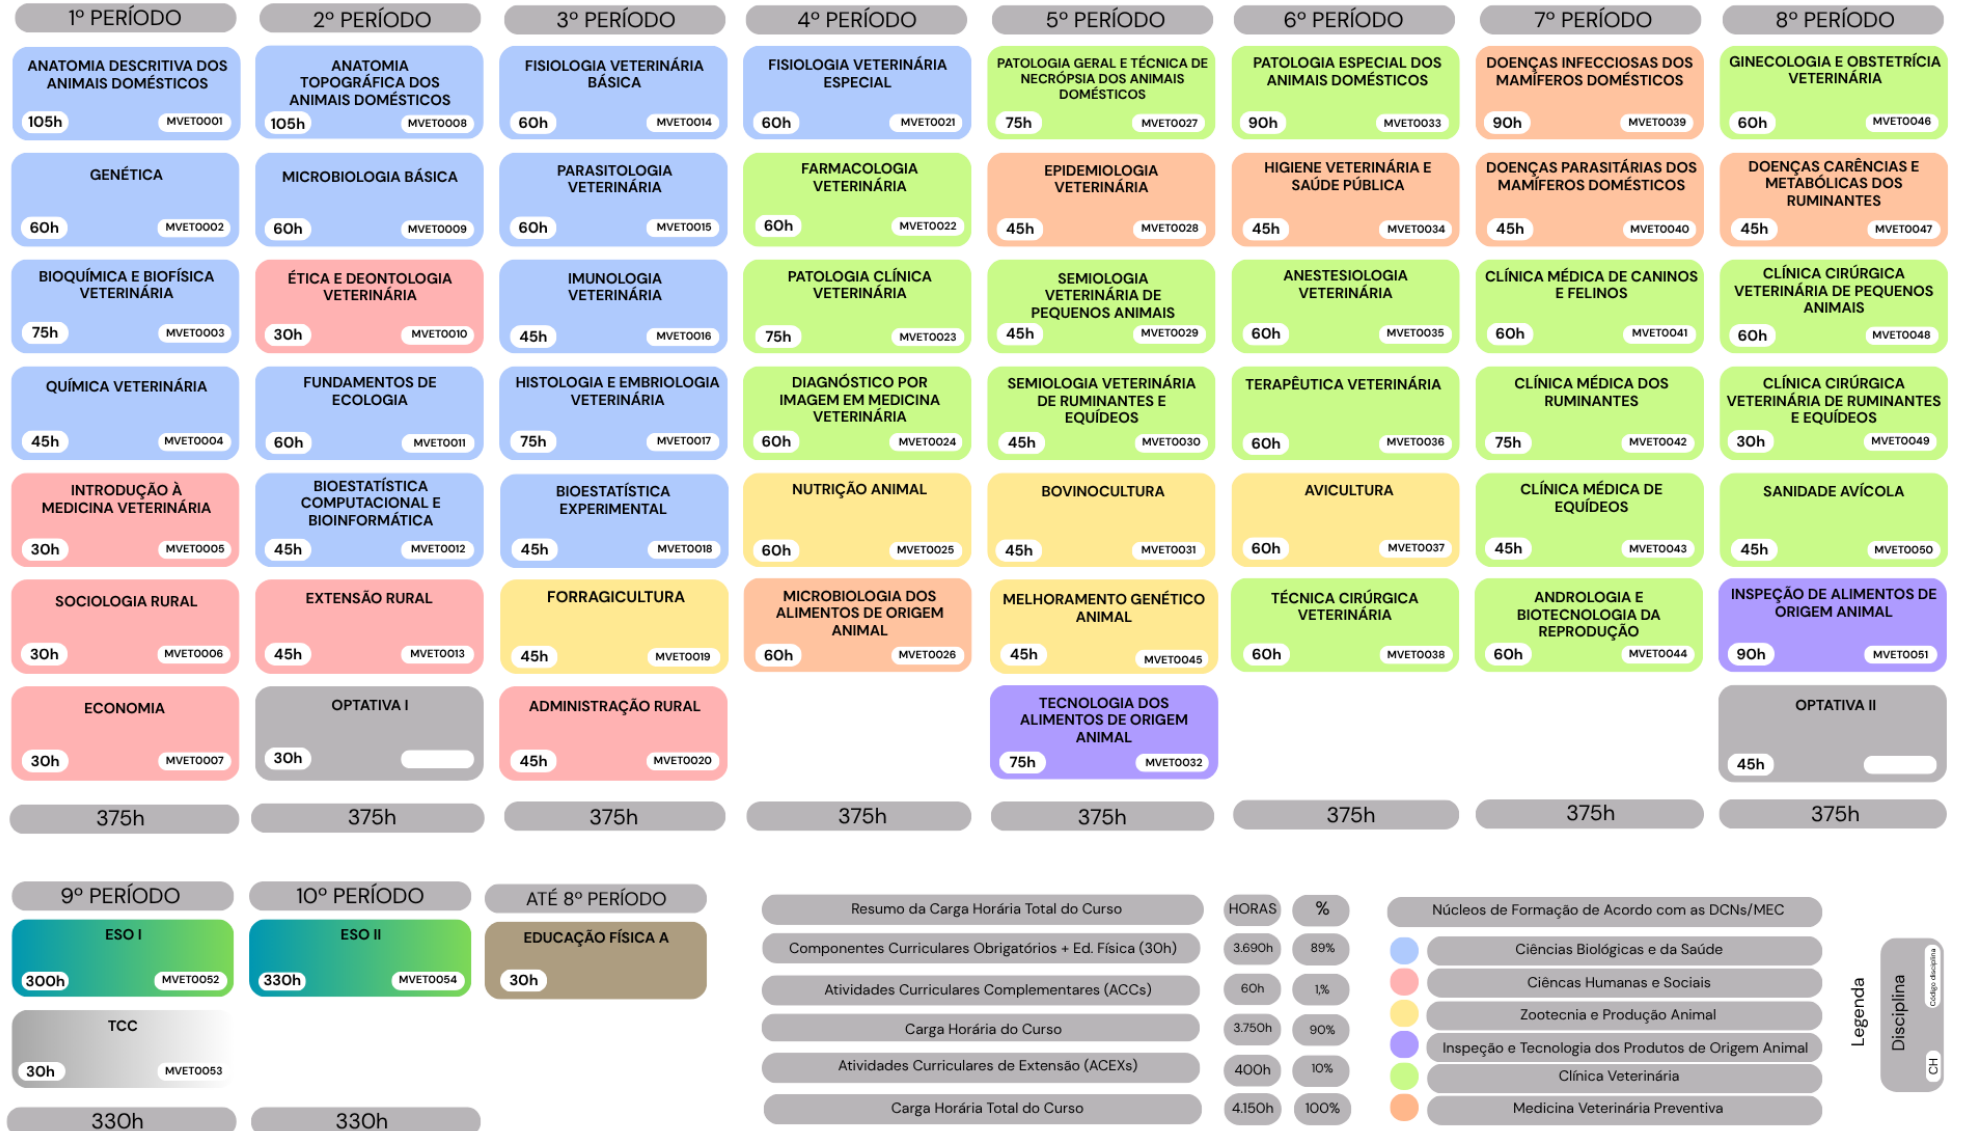 1º PERÍODO
ANATOMIA DESCRITIVA DOS
ANIMAIS DOMÉSTICOS
105h MVET0001
GENÉTICA
60h MVET0002
BIOQUÍMICA E BIOFÍSICA
VETERINÁRIA
75h MVET0003
QUÍMICA VETERINÁRIA
45h MVET0004
INTRODUÇÃO À
MEDICINA VETERINÁRIA
30h MVET0005
SOCIOLOGIA RURAL
30h MVET0006
ECONOMIA
30h MVET0007
375h
2º PERÍODO
ANATOMIA
TOPOGRÁFICA DOS
ANIMAIS DOMÉSTICOS
105h MVET0008
MICROBIOLOGIA BÁSICA
60h MVET0009
ÉTICA E DEONTOLOGIA
VETERINÁRIA
30h MVET0010
FUNDAMENTOS DE
ECOLOGIA
60h MVET0011
BIOESTATÍSTICA
COMPUTACIONAL E
BIOINFORMÁTICA
45h MVET0012
EXTENSÃO RURAL
45h MVET0013
OPTATIVA I
30h
375h
3º PERÍODO
FISIOLOGIA VETERINÁRIA
BÁSICA
60h MVET0014
PARASITOLOGIA
VETERINÁRIA
60h MVET0015
IMUNOLOGIA
VETERINÁRIA
45h MVET0016
HISTOLOGIA E EMBRIOLOGIA
VETERINÁRIA
75h MVET0017
BIOESTATÍSTICA
EXPERIMENTAL
45h MVET0018
FORRAGICULTURA
45h MVET0019
ADMINISTRAÇÃO RURAL
45h MVET0020
375h
4º PERÍODO
FISIOLOGIA VETERINÁRIA
ESPECIAL
60h MVET0021
FARMACOLOGIA
VETERINÁRIA
60h MVET0022
PATOLOGIA CLÍNICA
VETERINÁRIA
75h MVET0023
DIAGNÓSTICO POR
IMAGEM EM MEDICINA
VETERINÁRIA
60h MVET0024
NUTRIÇÃO ANIMAL
60h MVET0025
MICROBIOLOGIA DOS
ALIMENTOS DE ORIGEM
ANIMAL
60h MVET0026
375h
5º PERÍODO
PATOLOGIA GERAL E TÉCNICA DE
NECRÓPSIA DOS ANIMAIS
DOMÉSTICOS
75h MVET0027
EPIDEMIOLOGIA
VETERINÁRIA
45h MVET0028
SEMIOLOGIA
VETERINÁRIA DE
PEQUENOS ANIMAIS
45h MVET0029
SEMIOLOGIA VETERINÁRIA
DE RUMINANTES E
EQUÍDEOS
45h MVET0030
BOVINOCULTURA
45h MVET0031
MELHORAMENTO GENÉTICO
ANIMAL
45h MVET0045
TECNOLOGIA DOS
ALIMENTOS DE ORIGEM
ANIMAL
75h MVET0032
375h
6º PERÍODO
PATOLOGIA ESPECIAL DOS
ANIMAIS DOMÉSTICOS
90h MVET0033
HIGIENE VETERINÁRIA E
SAÚDE PÚBLICA
45h MVET0034
ANESTESIOLOGIA
VETERINÁRIA
60h MVET0035
TERAPÊUTICA VETERINÁRIA
60h MVET0036
AVICULTURA
60h MVET0037
TÉCNICA CIRÚRGICA
VETERINÁRIA
60h MVET0038
375h
7º PERÍODO
DOENÇAS INFECCIOSAS DOS
MAMÍFEROS DOMÉSTICOS
90h MVET0039
DOENÇAS PARASITÁRIAS DOS
MAMÍFEROS DOMÉSTICOS
45h MVET0040
CLÍNICA MÉDICA DE CANINOS
E FELINOS
60h MVET0041
CLÍNICA MÉDICA DOS
RUMINANTES
75h MVET0042
CLÍNICA MÉDICA DE
EQUÍDEOS
45h MVET0043
ANDROLOGIA E
BIOTECNOLOGIA DA
REPRODUÇÃO
60h MVET0044
375h
8º PERÍODO
GINECOLOGIA E OBSTETRÍCIA
VETERINÁRIA
60h MVET0046
DOENÇAS CARÊNCIAS E
METABÓLICAS DOS
RUMINANTES
45h MVET0047
CLÍNICA CIRÚRGICA
VETERINÁRIA DE PEQUENOS
ANIMAIS
60h MVET0048
CLÍNICA CIRÚRGICA
VETERINÁRIA DE RUMINANTES
E EQUÍDEOS
30h MVET0049
SANIDADE AVÍCOLA
45h MVET0050
INSPEÇÃO DE ALIMENTOS DE
ORIGEM ANIMAL
90h MVET0051
OPTATIVA II
45h
375h
9º PERÍODO
ESO I
300h MVET0052
TCC
30h MVET0053
330h
10º PERÍODO
ESO II
330h MVET0054
330h
ATÉ 8º PERÍODO
EDUCAÇÃO FÍSICA A
30h
Resumo da Carga Horária Total do Curso HORAS %
Componentes Curriculares Obrigatórios + Ed. Física (30h) 3.690h 89%
Atividades Curriculares Complementares (ACCs) 60h 1,%
Carga Horária do Curso 3.750h 90%
Atividades Curriculares de Extensão (ACEXs) 400h 10%
Carga Horária Total do Curso 4.150h 100%
Núcleos de Formação de Acordo com as DCNs/MEC
Ciências Biológicas e da Saúde
Ciêncas Humanas e Sociais
Zootecnia e Produção Animal
Inspeção e Tecnologia dos Produtos de Origem Animal
Clínica Veterinária
Medicina Veterinária Preventiva
Legenda
Disciplina
Código disciplina
CH